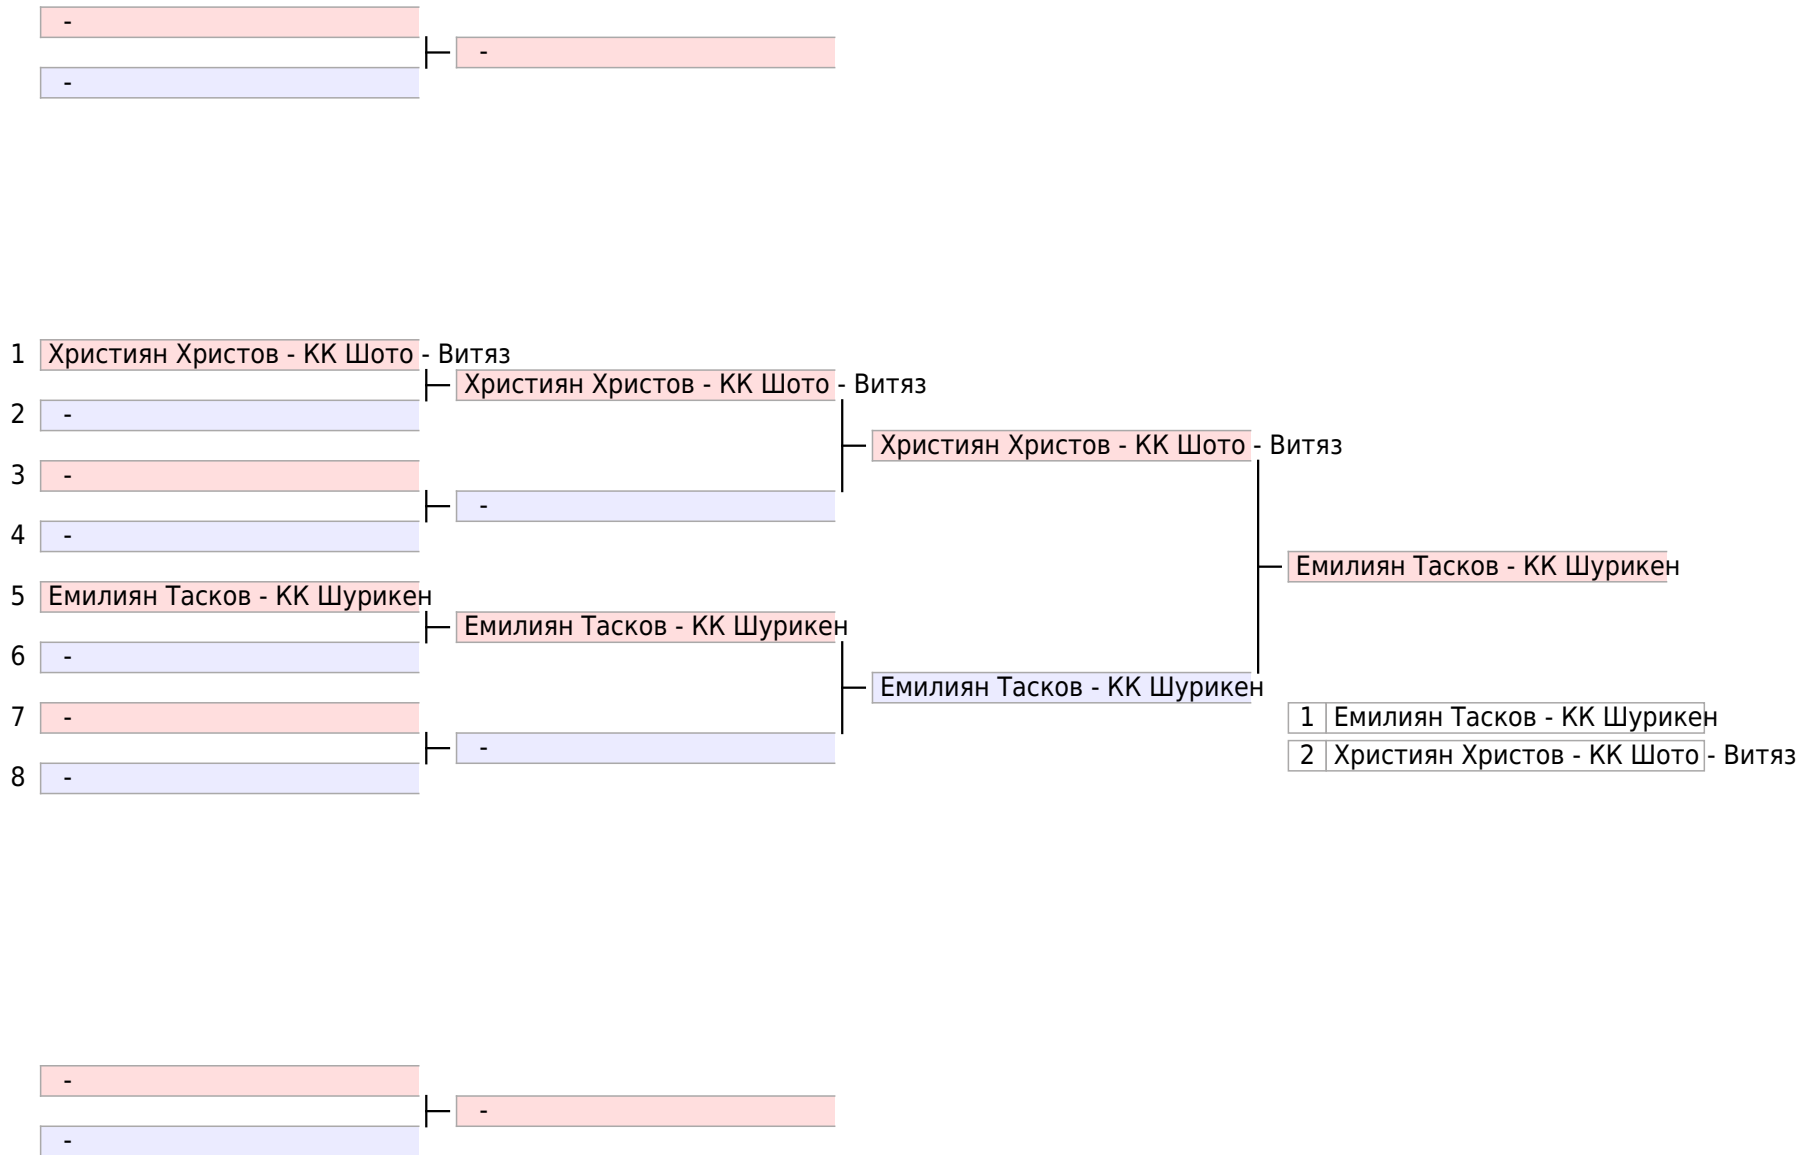 -
-
-
1 Християн Христов - КК Шото - Витяз
Християн Христов - КК Шото - Витяз
2 -
Християн Христов - КК Шото - Витяз
3 -
-
4 -
Емилиян Тасков - КК Шурикен
5 Емилиян Тасков - КК Шурикен
Емилиян Тасков - КК Шурикен
6 -
Емилиян Тасков - КК Шурикен
7 -
1 Емилиян Тасков - КК Шурикен
-
2 Християн Христов - КК Шото - Витяз
8 -
-
-
-